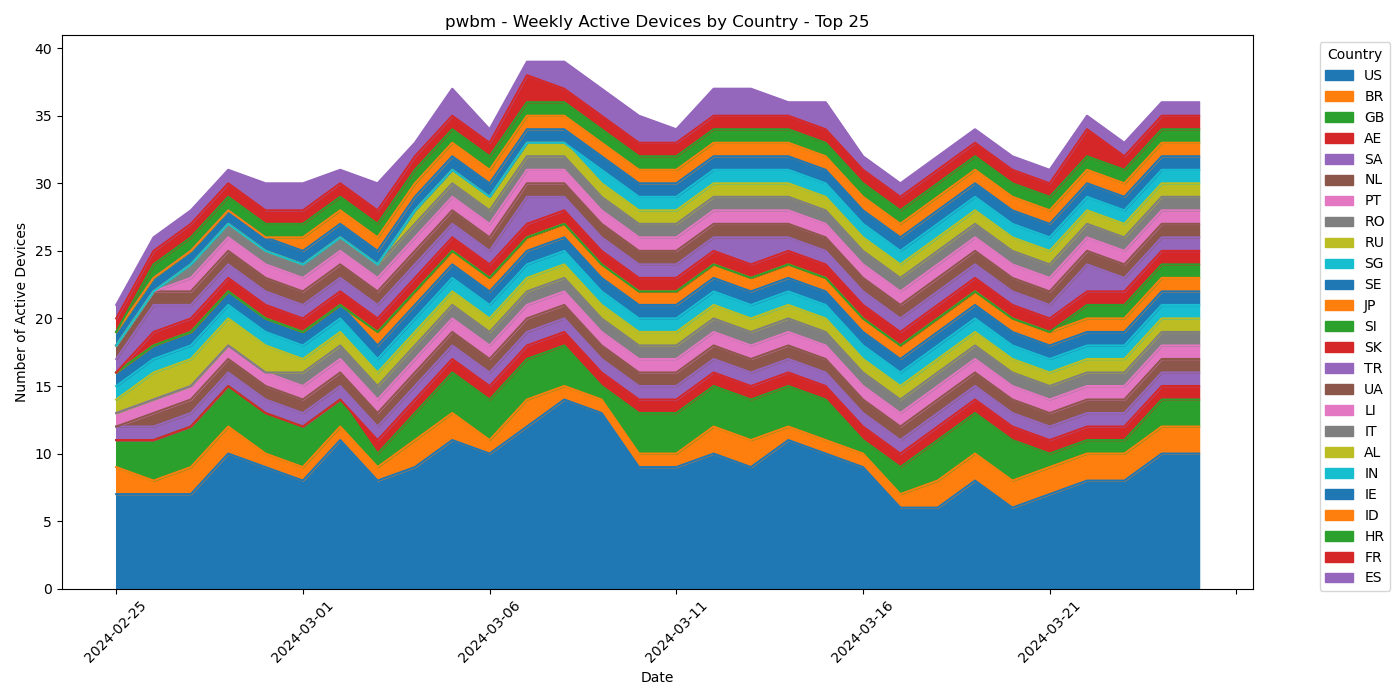 pwbm - Weekly Active Devices by Country - Top 25
Number of Active Devices
40
35
30
25
20
15
10
5
0
2024-02-25
2024-03-01
2024-03-06
2024-03-11
2024-03-16
2024-03-21
Date
Country
US
BR
GB
AE
SA
NL
PT
RO
RU
SG
SE
JP
SI
SK
TR
UA
LI
IT
AL
IN
IE
ID
HR
FR
ES